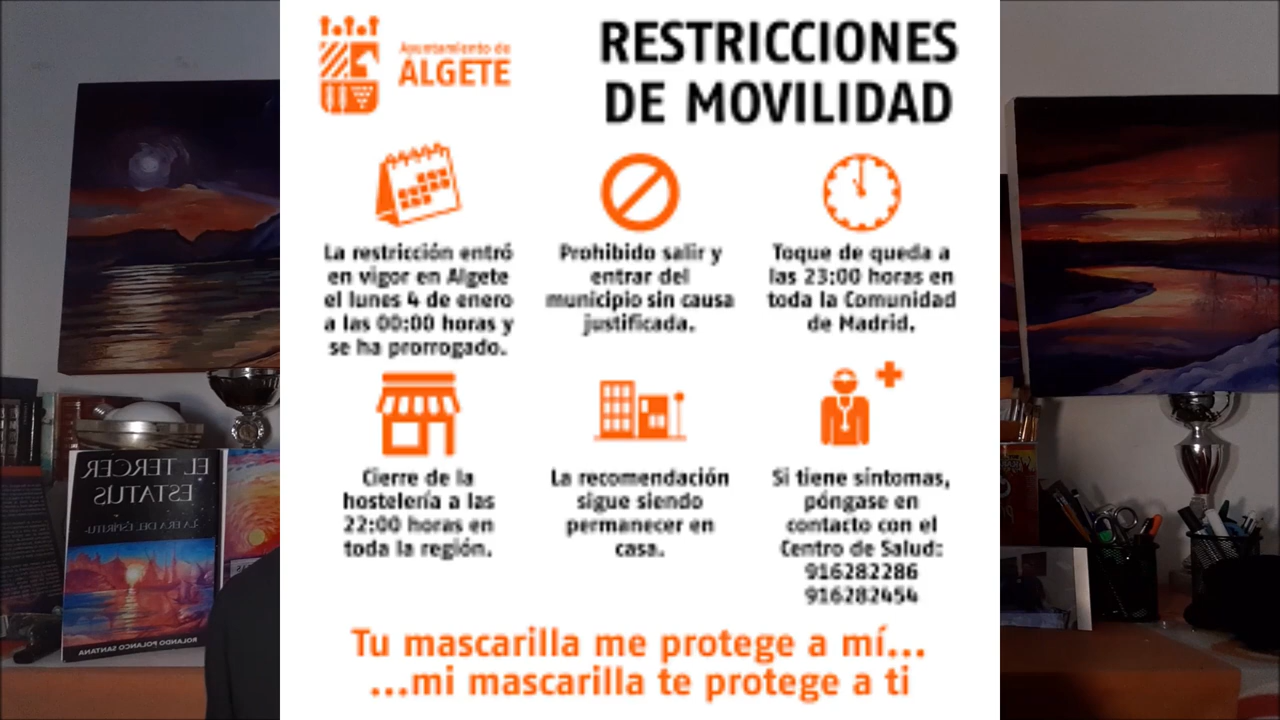 Ayuntamiento de
ALGETE
RESTRICCIONES
DE MOVILIDAD
La restricción entró
en vigor en Algete
el lunes 4 de enero
a las 00:00 horas y
se ha prorrogado.
Prohibido salir y
entrar del
municipio sin causa
justificada.
Toque de queda a
las 23:00 horas en
toda la Comunidad
de Madrid.
Cierre de la
hostelería a las
22:00 horas en
toda la región.
La recomendación
sigue siendo
permanecer en
casa.
Si tiene síntomas,
póngase en
contacto con el
Centro de Salud:
916282286
916282454
Tu mascarilla me protege a mí...
...mi mascarilla te protege a ti
EL TERCER
ESTATUS
-LA ERA DEL ESPÍRITU-
ROLANDO POLANCO SANTANA